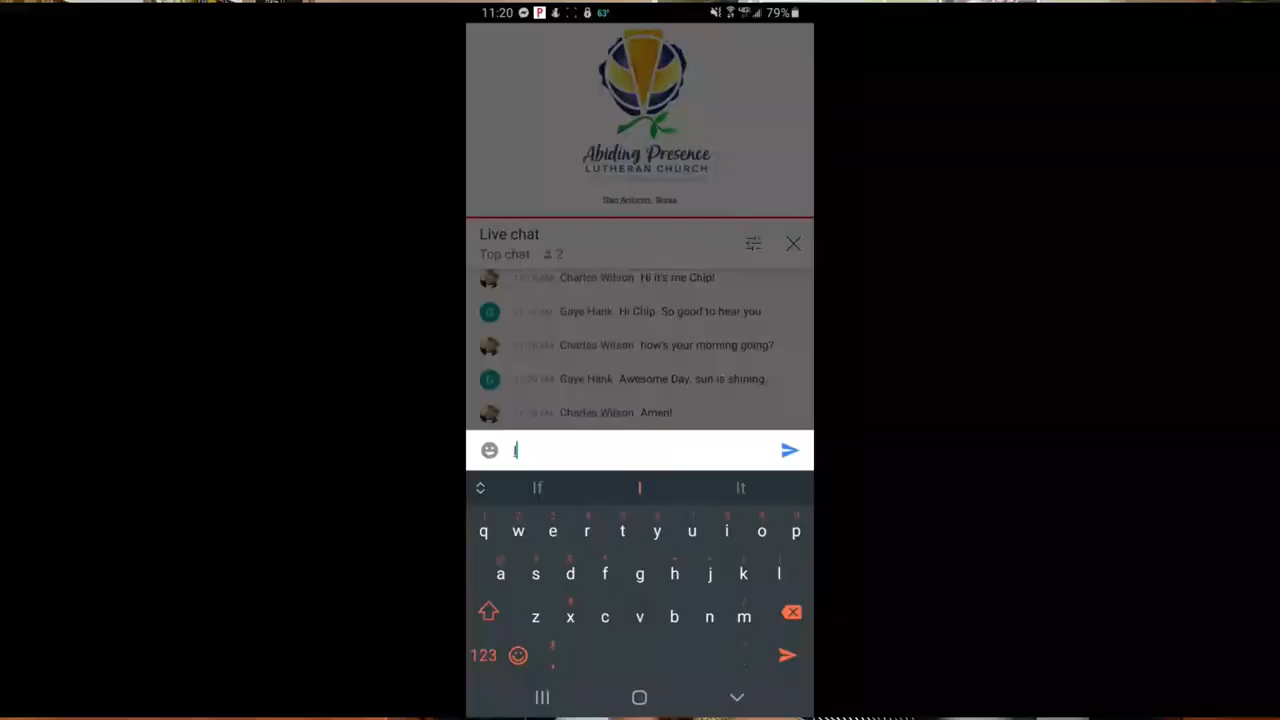 11:20 P 63° 79%
Abiding Presence
LUTHERAN CHURCH
San Antonio, Texas
Live chat
Top chat 2
Charles Wilson Hi it's me Chip!
G Gaye Hank Hi Chip. So good to hear you
Charles Wilson how's your morning going?
G Gaye Hank Awesome Day, sun is shining,
Charles Wilson Amen!
I
If I It
q w e r t y u i o p
a s d f g h j k l
z x c v b n m
123